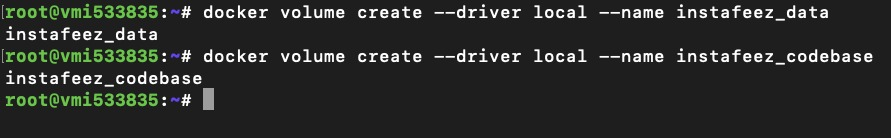 [root@vmi533835:~# docker volume create --driver local --name instafeez_data
instafeez_data
[root@vmi533835:~# docker volume create --driver local --name instafeez_codebase
instafeez_codebase
root@vmi533835:~#